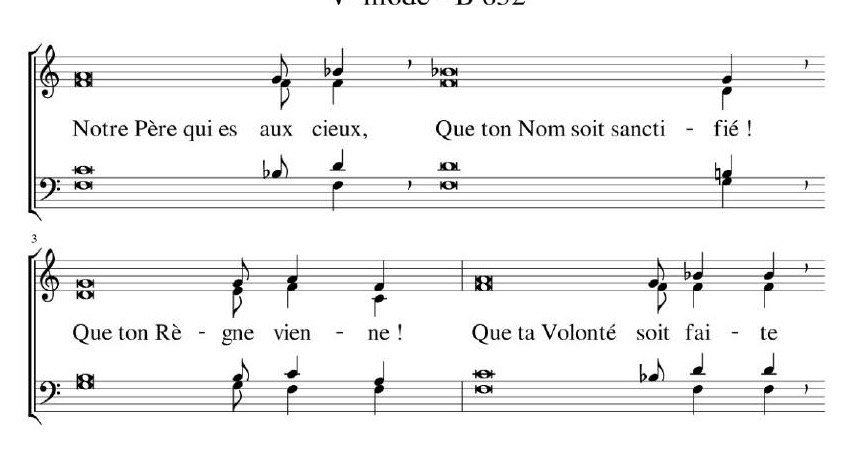 Notre Père qui es aux cieux, Que ton Nom soit sancti - fié !
3
Que ton Rè - gne vien - ne ! Que ta Volonté soit fai - te